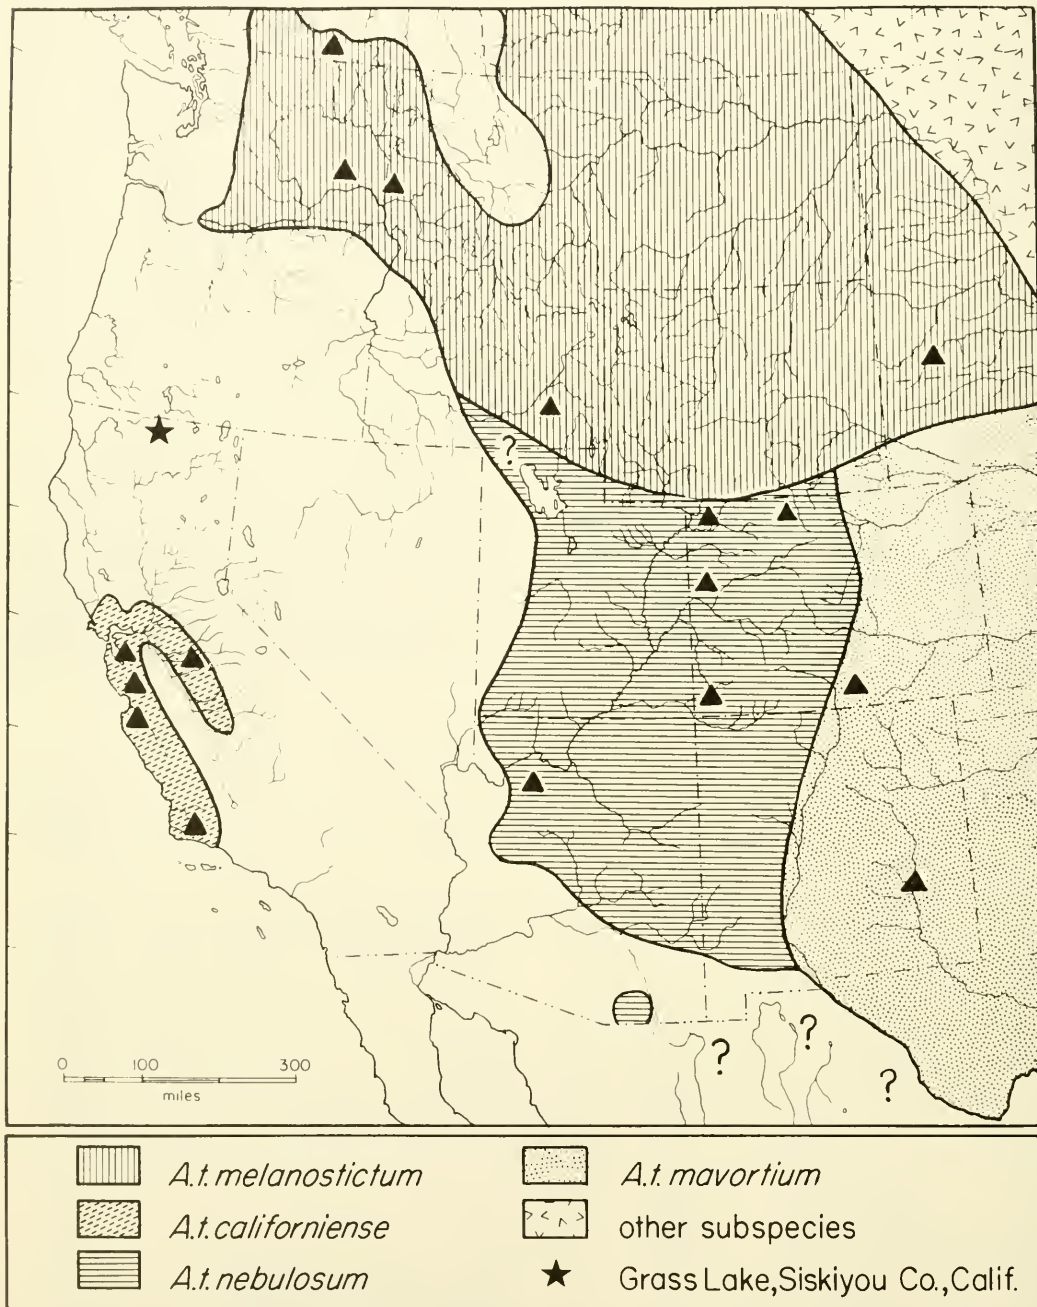 ?
?
?
?
0 100 300
miles
A.t. melanostictum
A.t. californiense
A.t. nebulosum
A.t. mavortium
other subspecies
Grass Lake, Siskiyou Co., Calif.